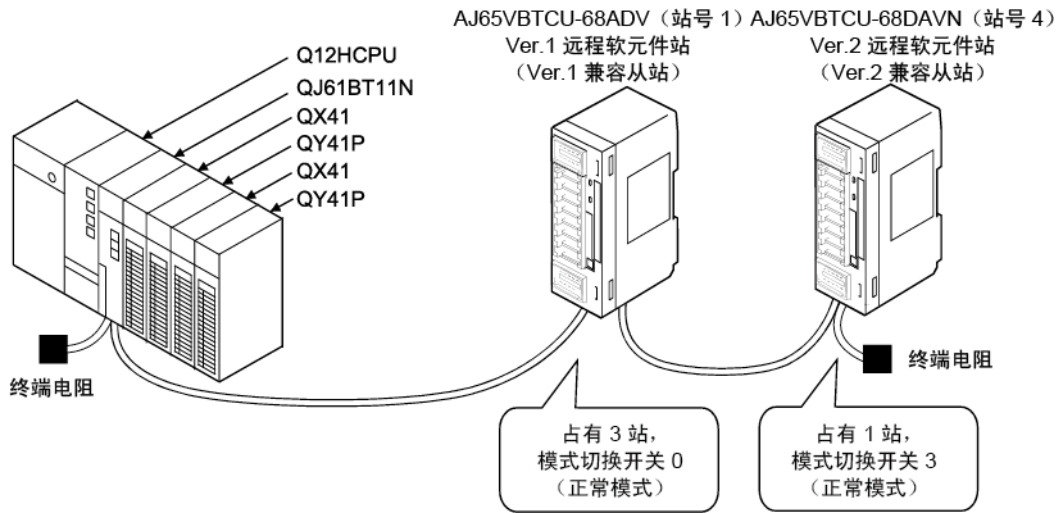 AJ65VBTCU-68ADV（站号 1）AJ65VBTCU-68DAVN（站号 4）
Ver.1 远程软元件站
（Ver.1 兼容从站）
Ver.2 远程软元件站
（Ver.2 兼容从站）
Q12HCPU
QJ61BT11N
QX41
QY41P
QX41
QY41P
终端电阻
终端电阻
占有 3 站，
模式切换开关 0
（正常模式）
占有 1 站，
模式切换开关 3
（正常模式）